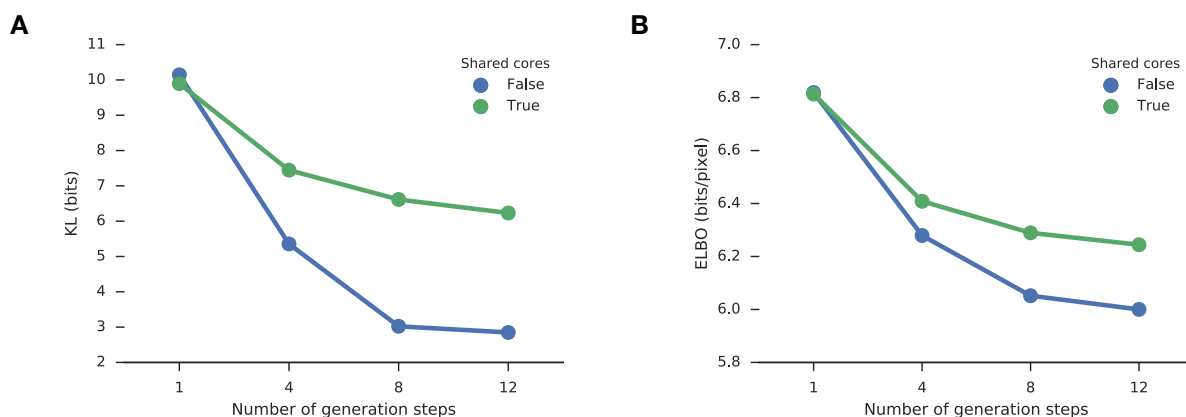 A
KL (bits)
11
10
9
8
7
6
5
4
3
2
1
4
8
12
Number of generation steps
Shared cores
False
True
B
ELBO (bits/pixel)
7.0
6.8
6.6
6.4
6.2
6.0
5.8
1
4
8
12
Number of generation steps
Shared cores
False
True